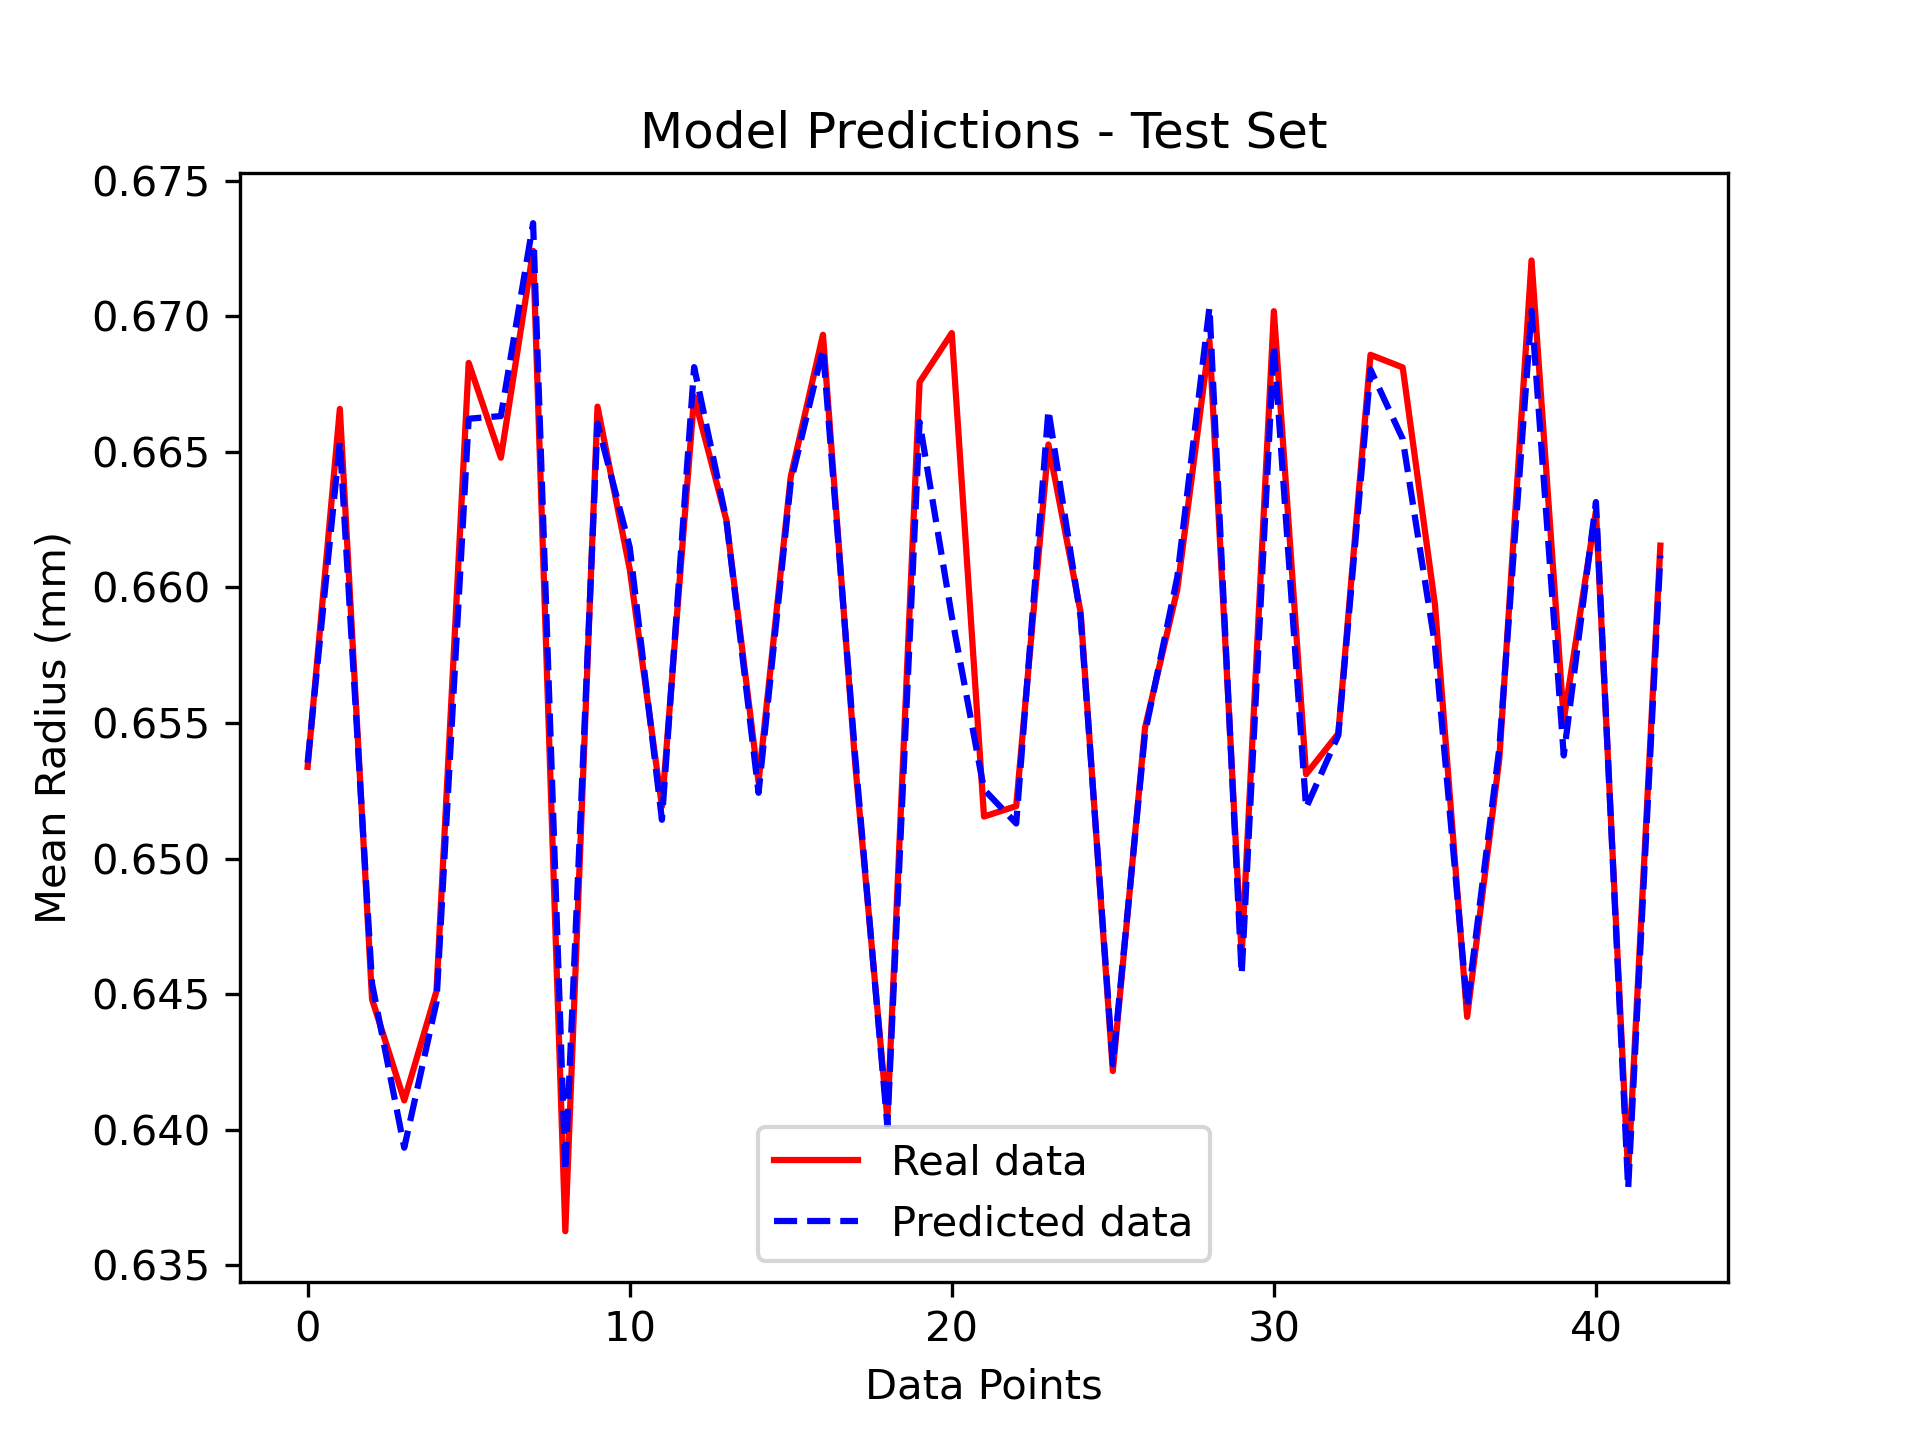 Model Predictions - Test Set
0.675
0.670
0.665
0.660
0.655
0.650
0.645
0.640
0.635
Mean Radius (mm)
Real data
Predicted data
0 10 20 30 40
Data Points